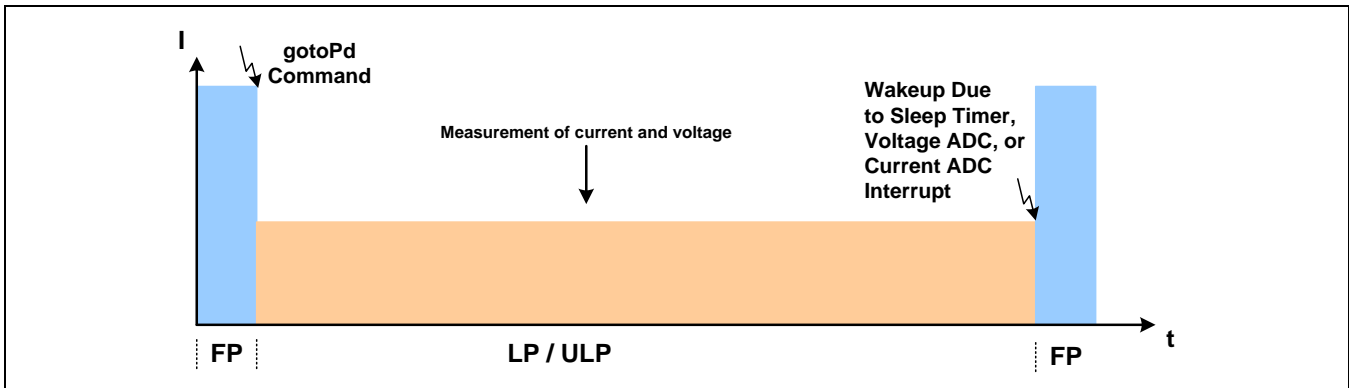 I
gotoPd
Command
Measurement of current and voltage
Wakeup Due
to Sleep Timer,
Voltage ADC, or
Current ADC
Interrupt
t
FP
LP / ULP
FP